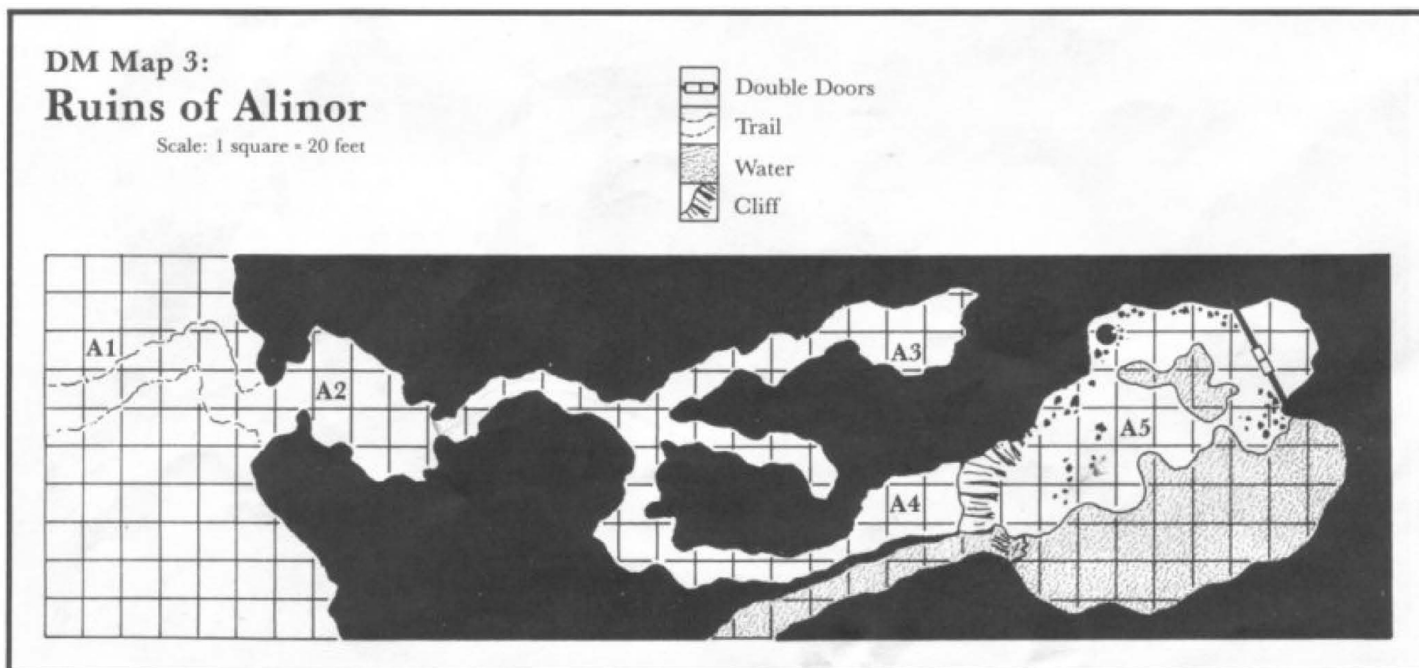 DM Map 3:
Ruins of Alinor
Scale: 1 square = 20 feet
Double Doors
Trail
Water
Cliff
A1
A2
A3
A4
A5